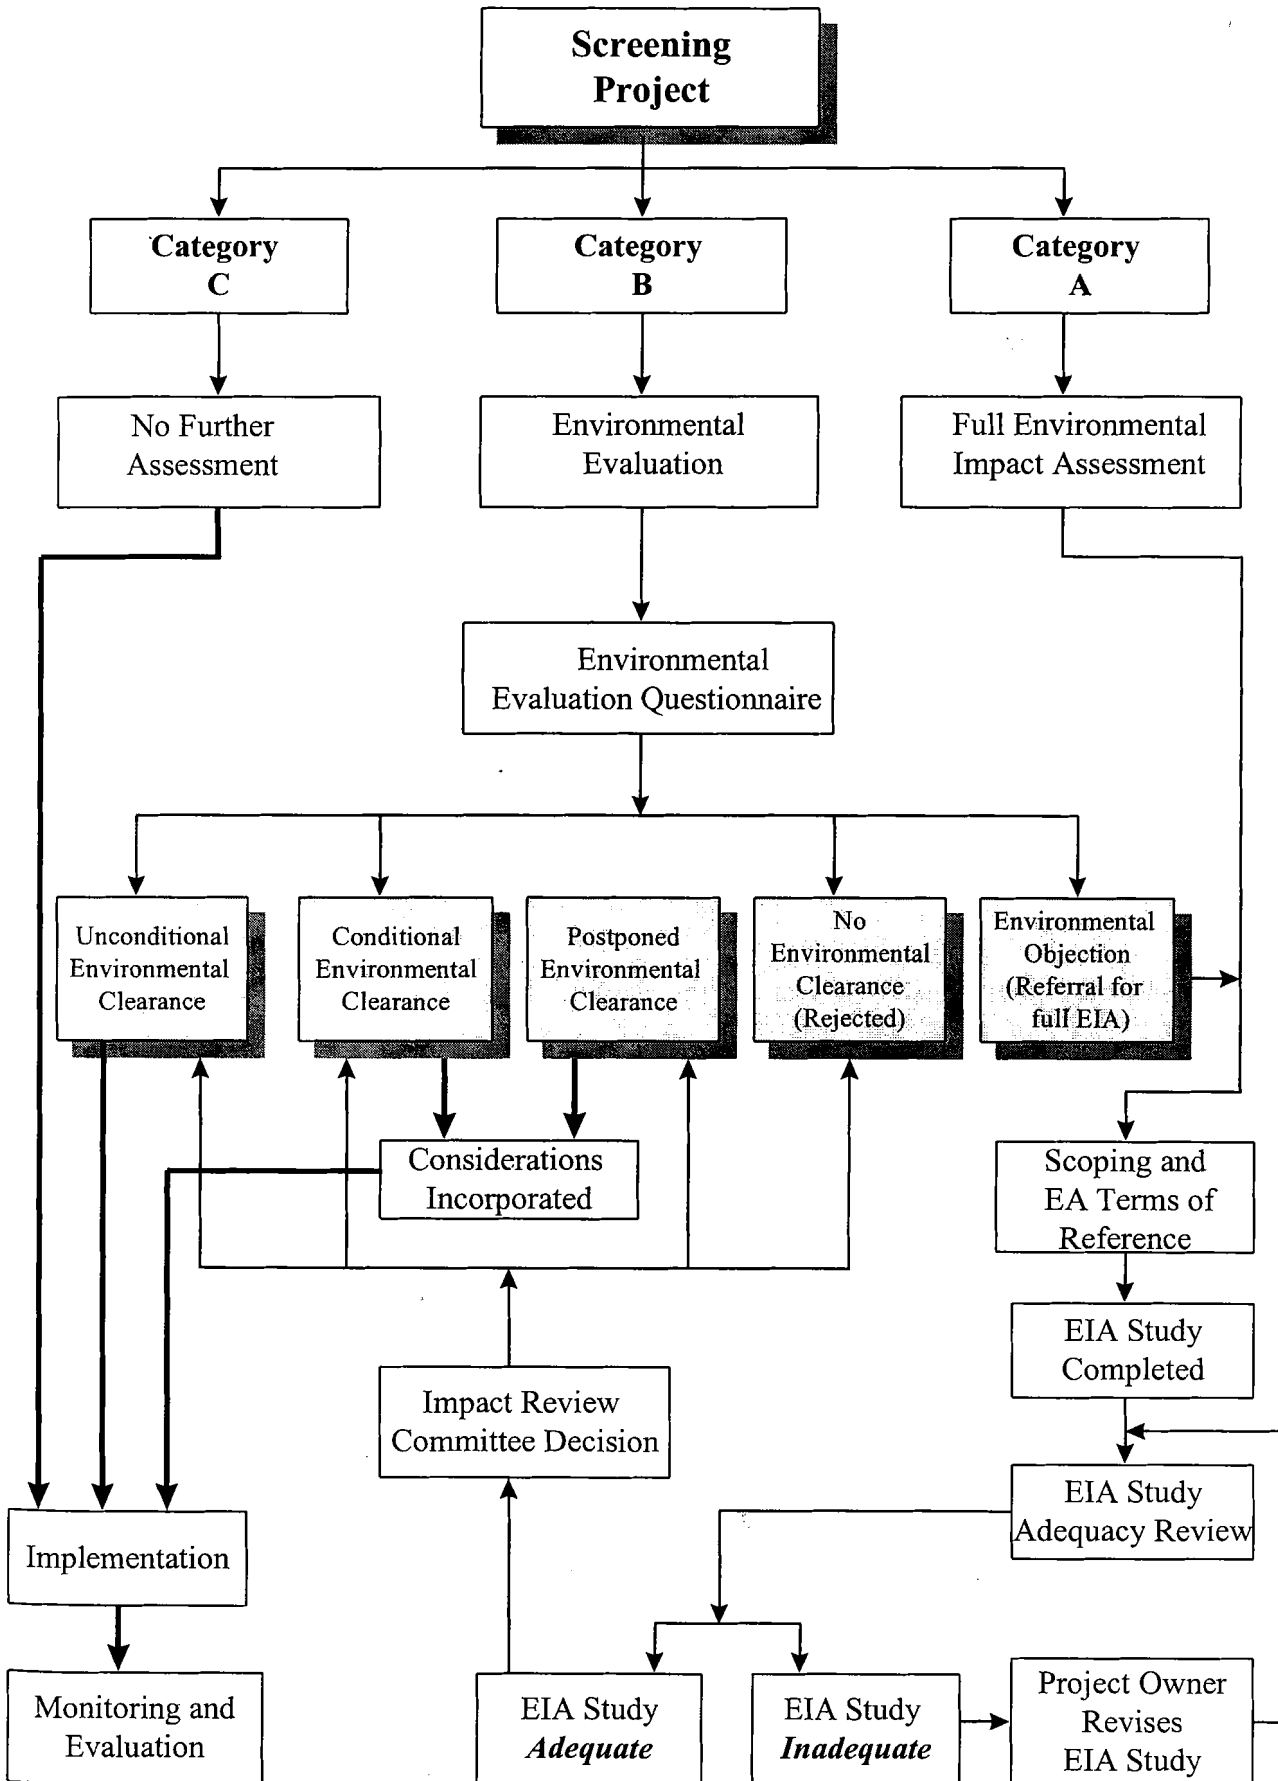 Screening
Project
Category
C
Category
B
Category
A
No Further
Assessment
Environmental
Evaluation
Full Environmental
Impact Assessment
Environmental
Evaluation Questionnaire
Unconditional
Environmental
Clearance
Conditional
Environmental
Clearance
Postponed
Environmental
Clearance
No
Environmental
Clearance
(Rejected)
Environmental
Objection
(Referral for
full EIA)
Considerations
Incorporated
Scoping and
EA Terms of
Reference
EIA Study
Completed
Impact Review
Committee Decision
EIA Study
Adequacy Review
Implementation
Monitoring and
Evaluation
EIA Study
Adequate
EIA Study
Inadequate
Project Owner
Revises
EIA Study